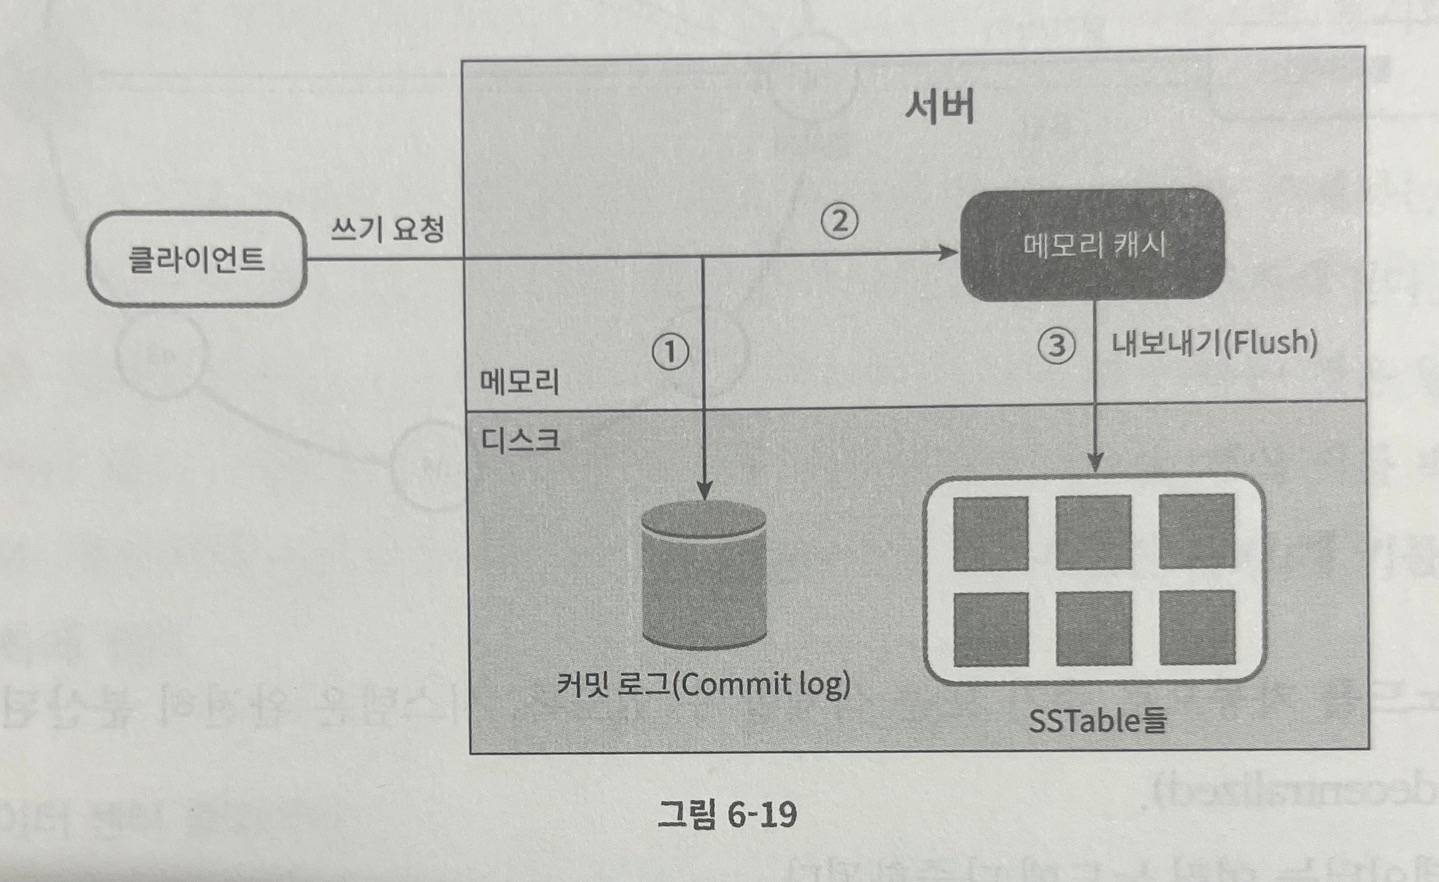 서버
클라이언트
쓰기 요청
②
메모리 캐시
①
③
내보내기(Flush)
메모리
디스크
커밋 로그(Commit log)
SSTable들
그림 6-19